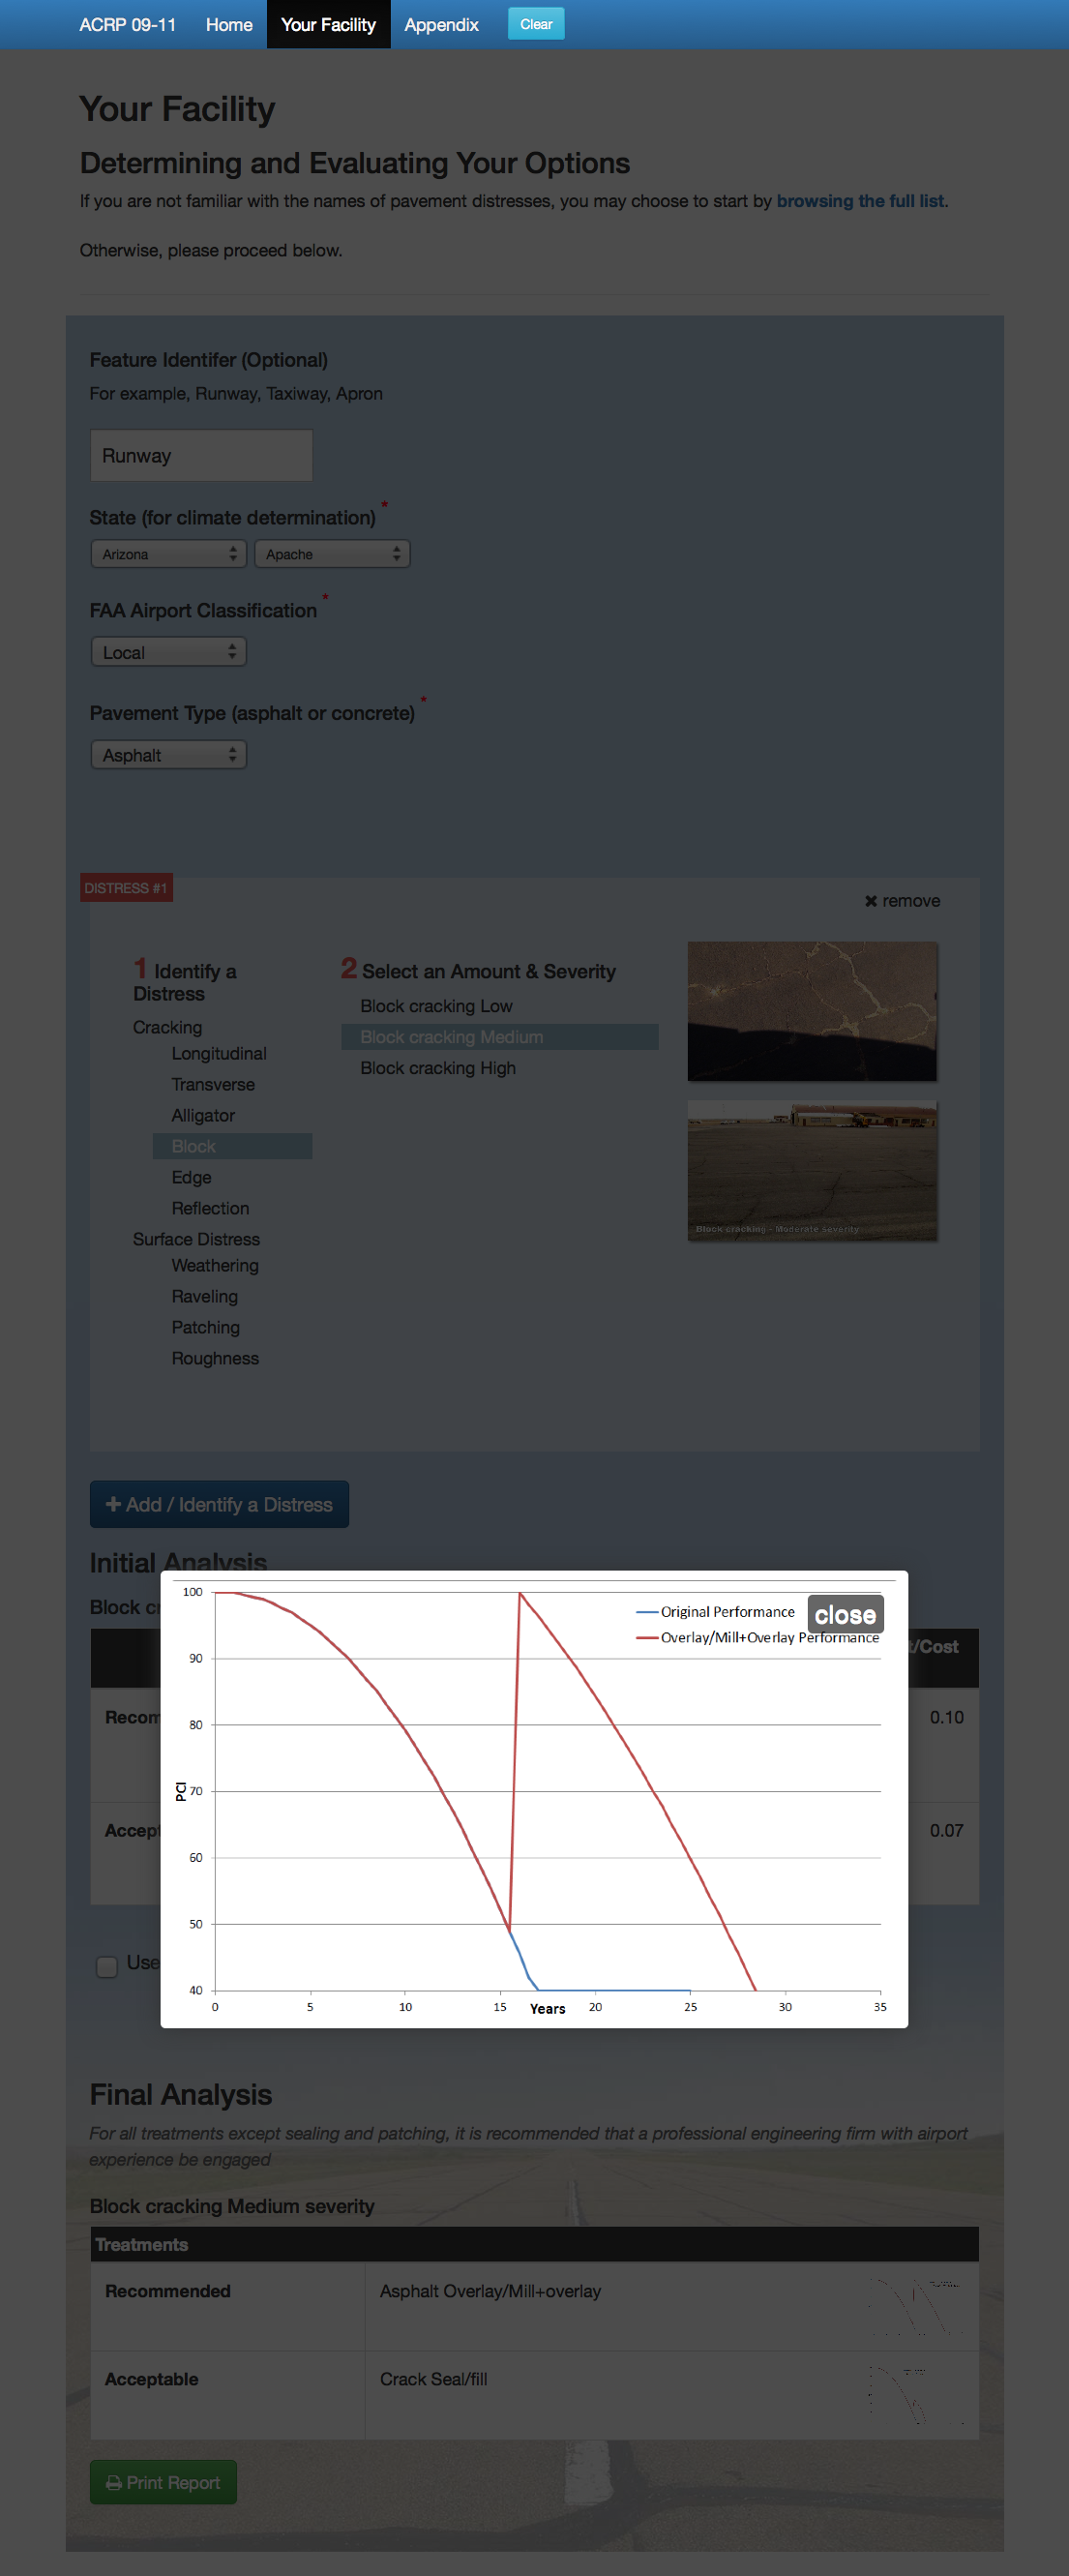 ACRP 09-11 Home Your Facility Appendix Clear
Your Facility
Determining and Evaluating Your Options
If you are not familiar with the names of pavement distresses, you may choose to start by browsing the full list.
Otherwise, please proceed below.
Feature Identifer (Optional)
For example, Runway, Taxiway, Apron
Runway
State (for climate determination) *
Arizona Apache
FAA Airport Classification *
Local
Pavement Type (asphalt or concrete) *
Asphalt
DISTRESS #1
remove
1 Identify a
Distress
Cracking
Longitudinal
Transverse
Alligator
Block
Edge
Reflection
Surface Distress
Weathering
Raveling
Patching
Roughness
2 Select an Amount & Severity
Block cracking Low
Block cracking Medium
Block cracking High
Block cracking - Moderate severity
Add / Identify a Distress
Initial Analysis
Block c
t/Cost
Recom
0.10
Accept
0.07
Use
100
90
80
70
60
50
40
PCI
0 5 10 15 20 25 30 35
Years
Original Performance
Overlay/Mill+Overlay Performance
close
Final Analysis
For all treatments except sealing and patching, it is recommended that a professional engineering firm with airport
experience be engaged
Block cracking Medium severity
Treatments
Recommended Asphalt Overlay/Mill+overlay
Acceptable Crack Seal/fill
Print Report